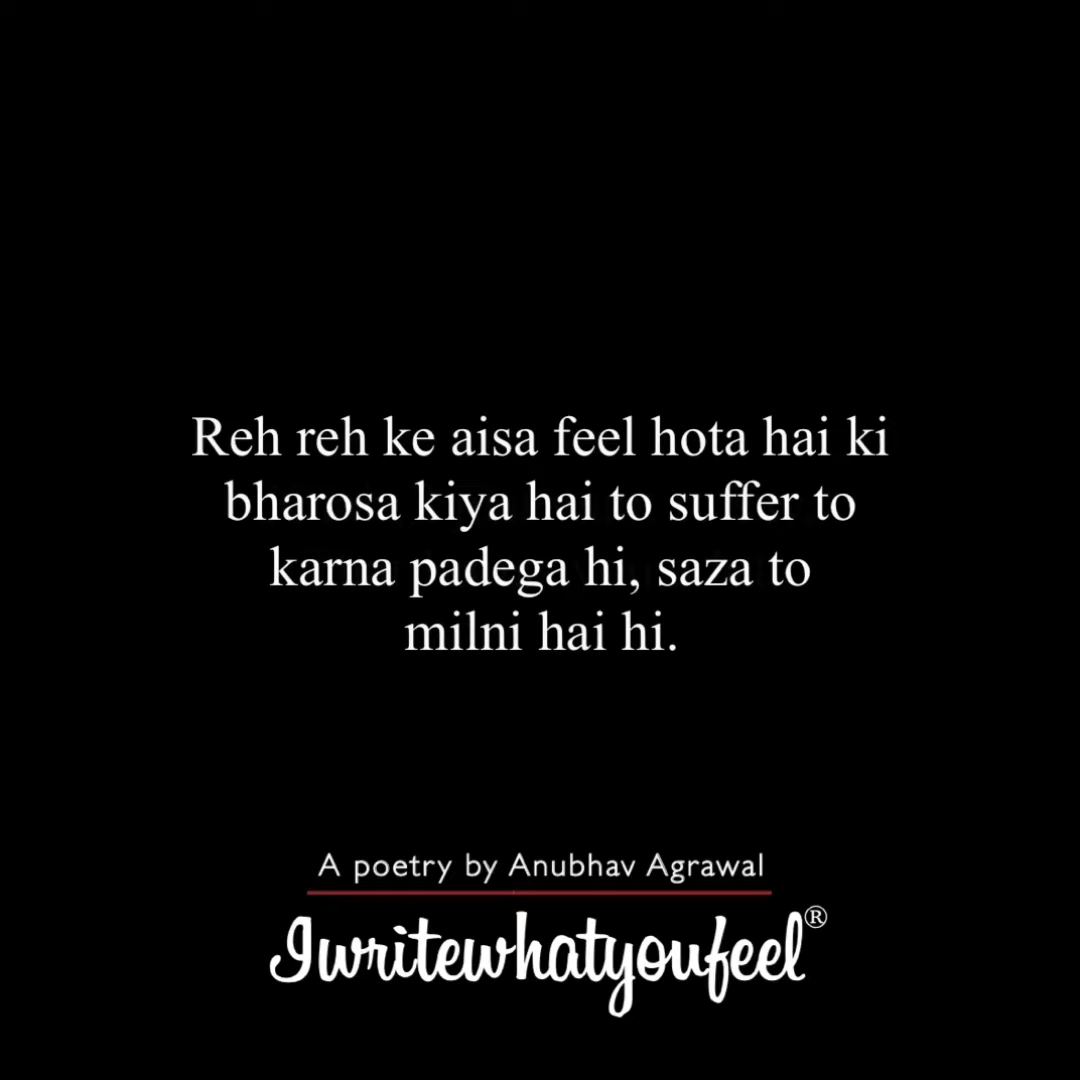 Reh reh ke aisa feel hota hai ki
bharosa kiya hai to suffer to
karna padega hi, saza to
milni hai hi.
A poetry by Anubhav Agrawal
Iwritewhatyoufeel®